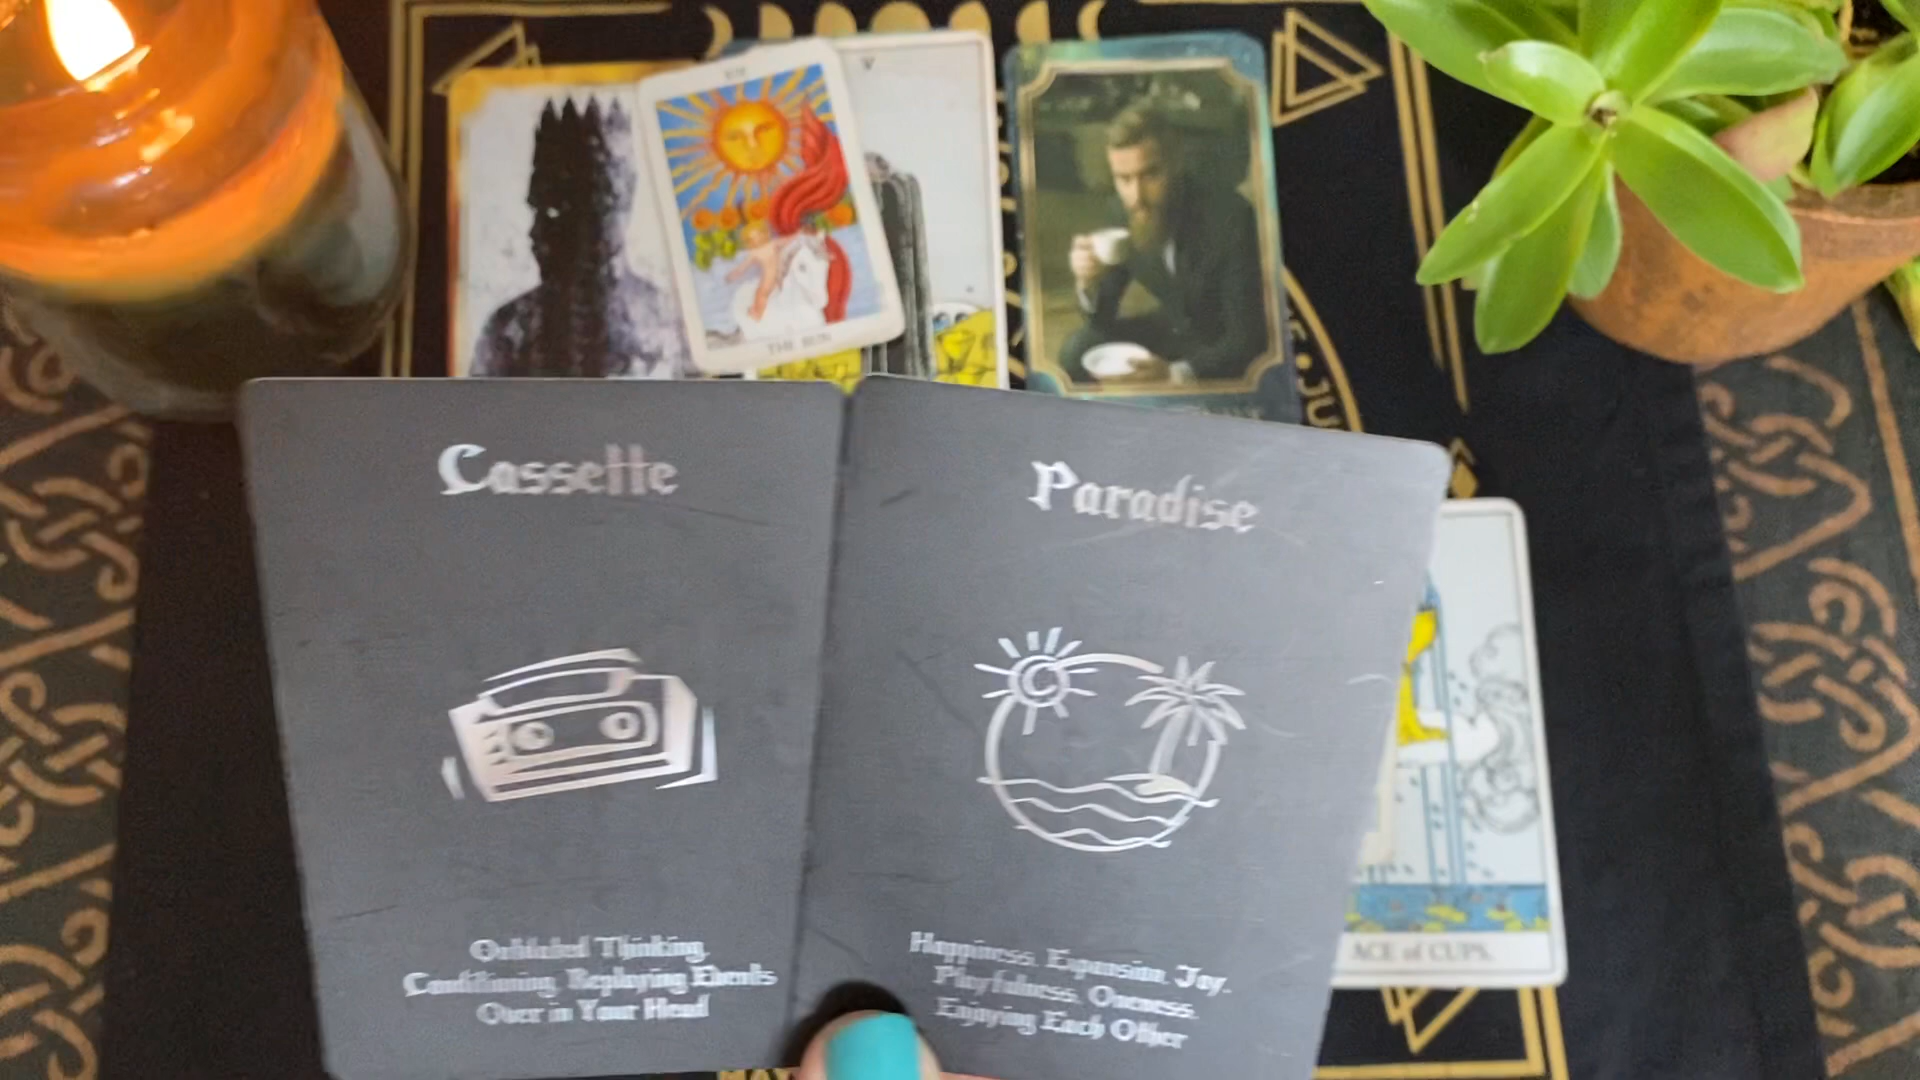 V
THE SUN
Cassette
Paradise
Outdated Thinking,
Conditioning, Replaying Events
Over in Your Head
Happiness, Expansion, Joy,
Playfulness, Oneness,
Enjoying Each Other
ACE of CUPS.